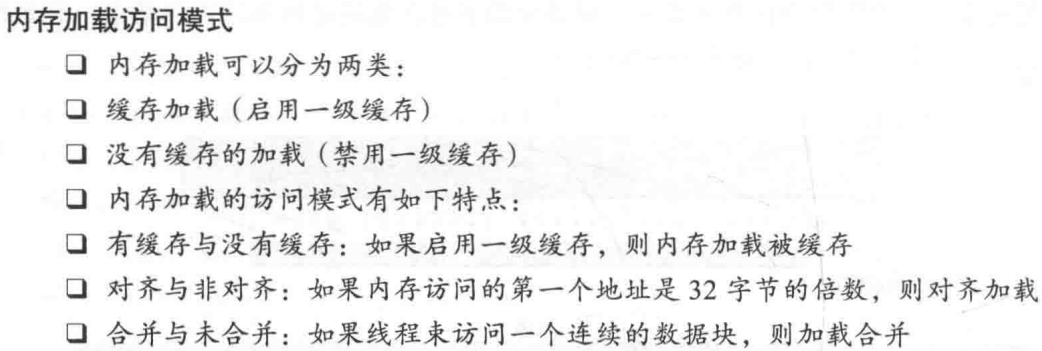 内存加载访问模式
❏ 内存加载可以分为两类：
❏ 缓存加载（启用一级缓存）
❏ 没有缓存的加载（禁用一级缓存）
❏ 内存加载的访问模式有如下特点：
❏ 有缓存与没有缓存：如果启用一级缓存，则内存加载被缓存
❏ 对齐与非对齐：如果内存访问的第一个地址是 32 字节的倍数，则对齐加载
❏ 合并与未合并：如果线程束访问一个连续的数据块，则加载合并